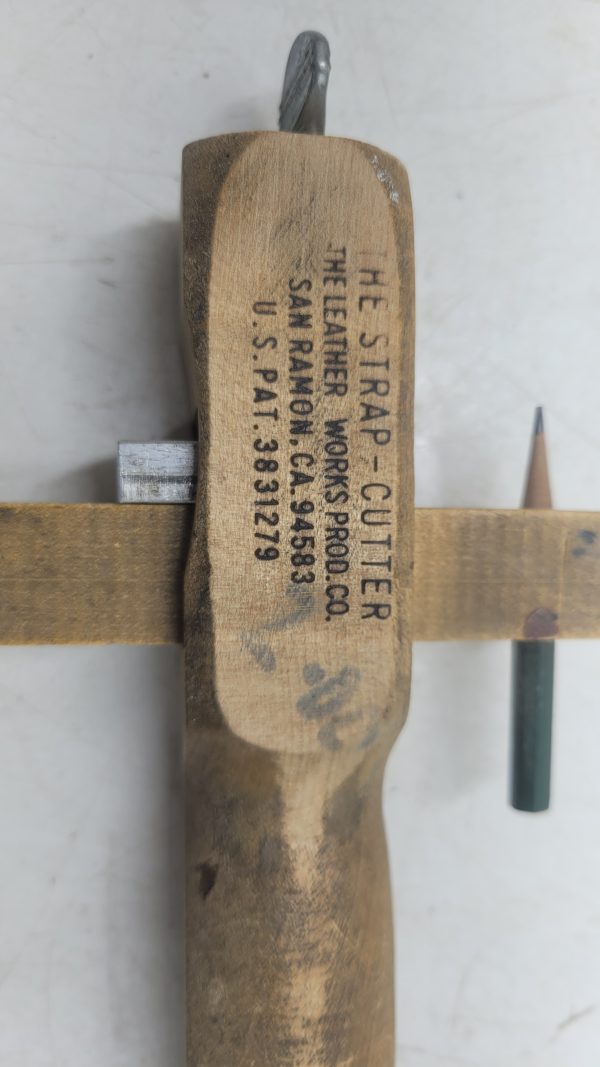 THE STRAP-CUTTER
THE LEATHER WORKS PROD. CO.
SAN RAMON, CA. 94583
U.S. PAT. 3831279